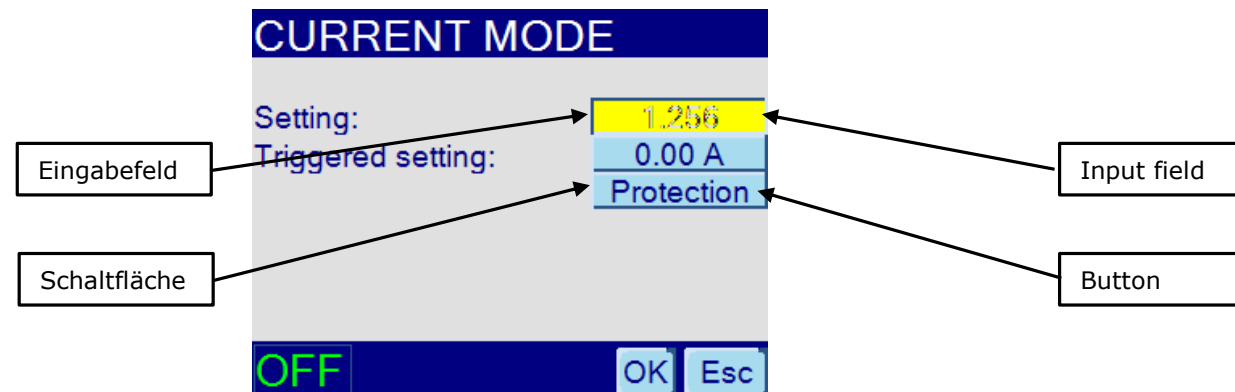 CURRENT MODE
Setting: 1.256
Triggered setting: 0.00 A
Protection
Eingabefeld
Input field
Schaltfläche
Button
OFF OK Esc